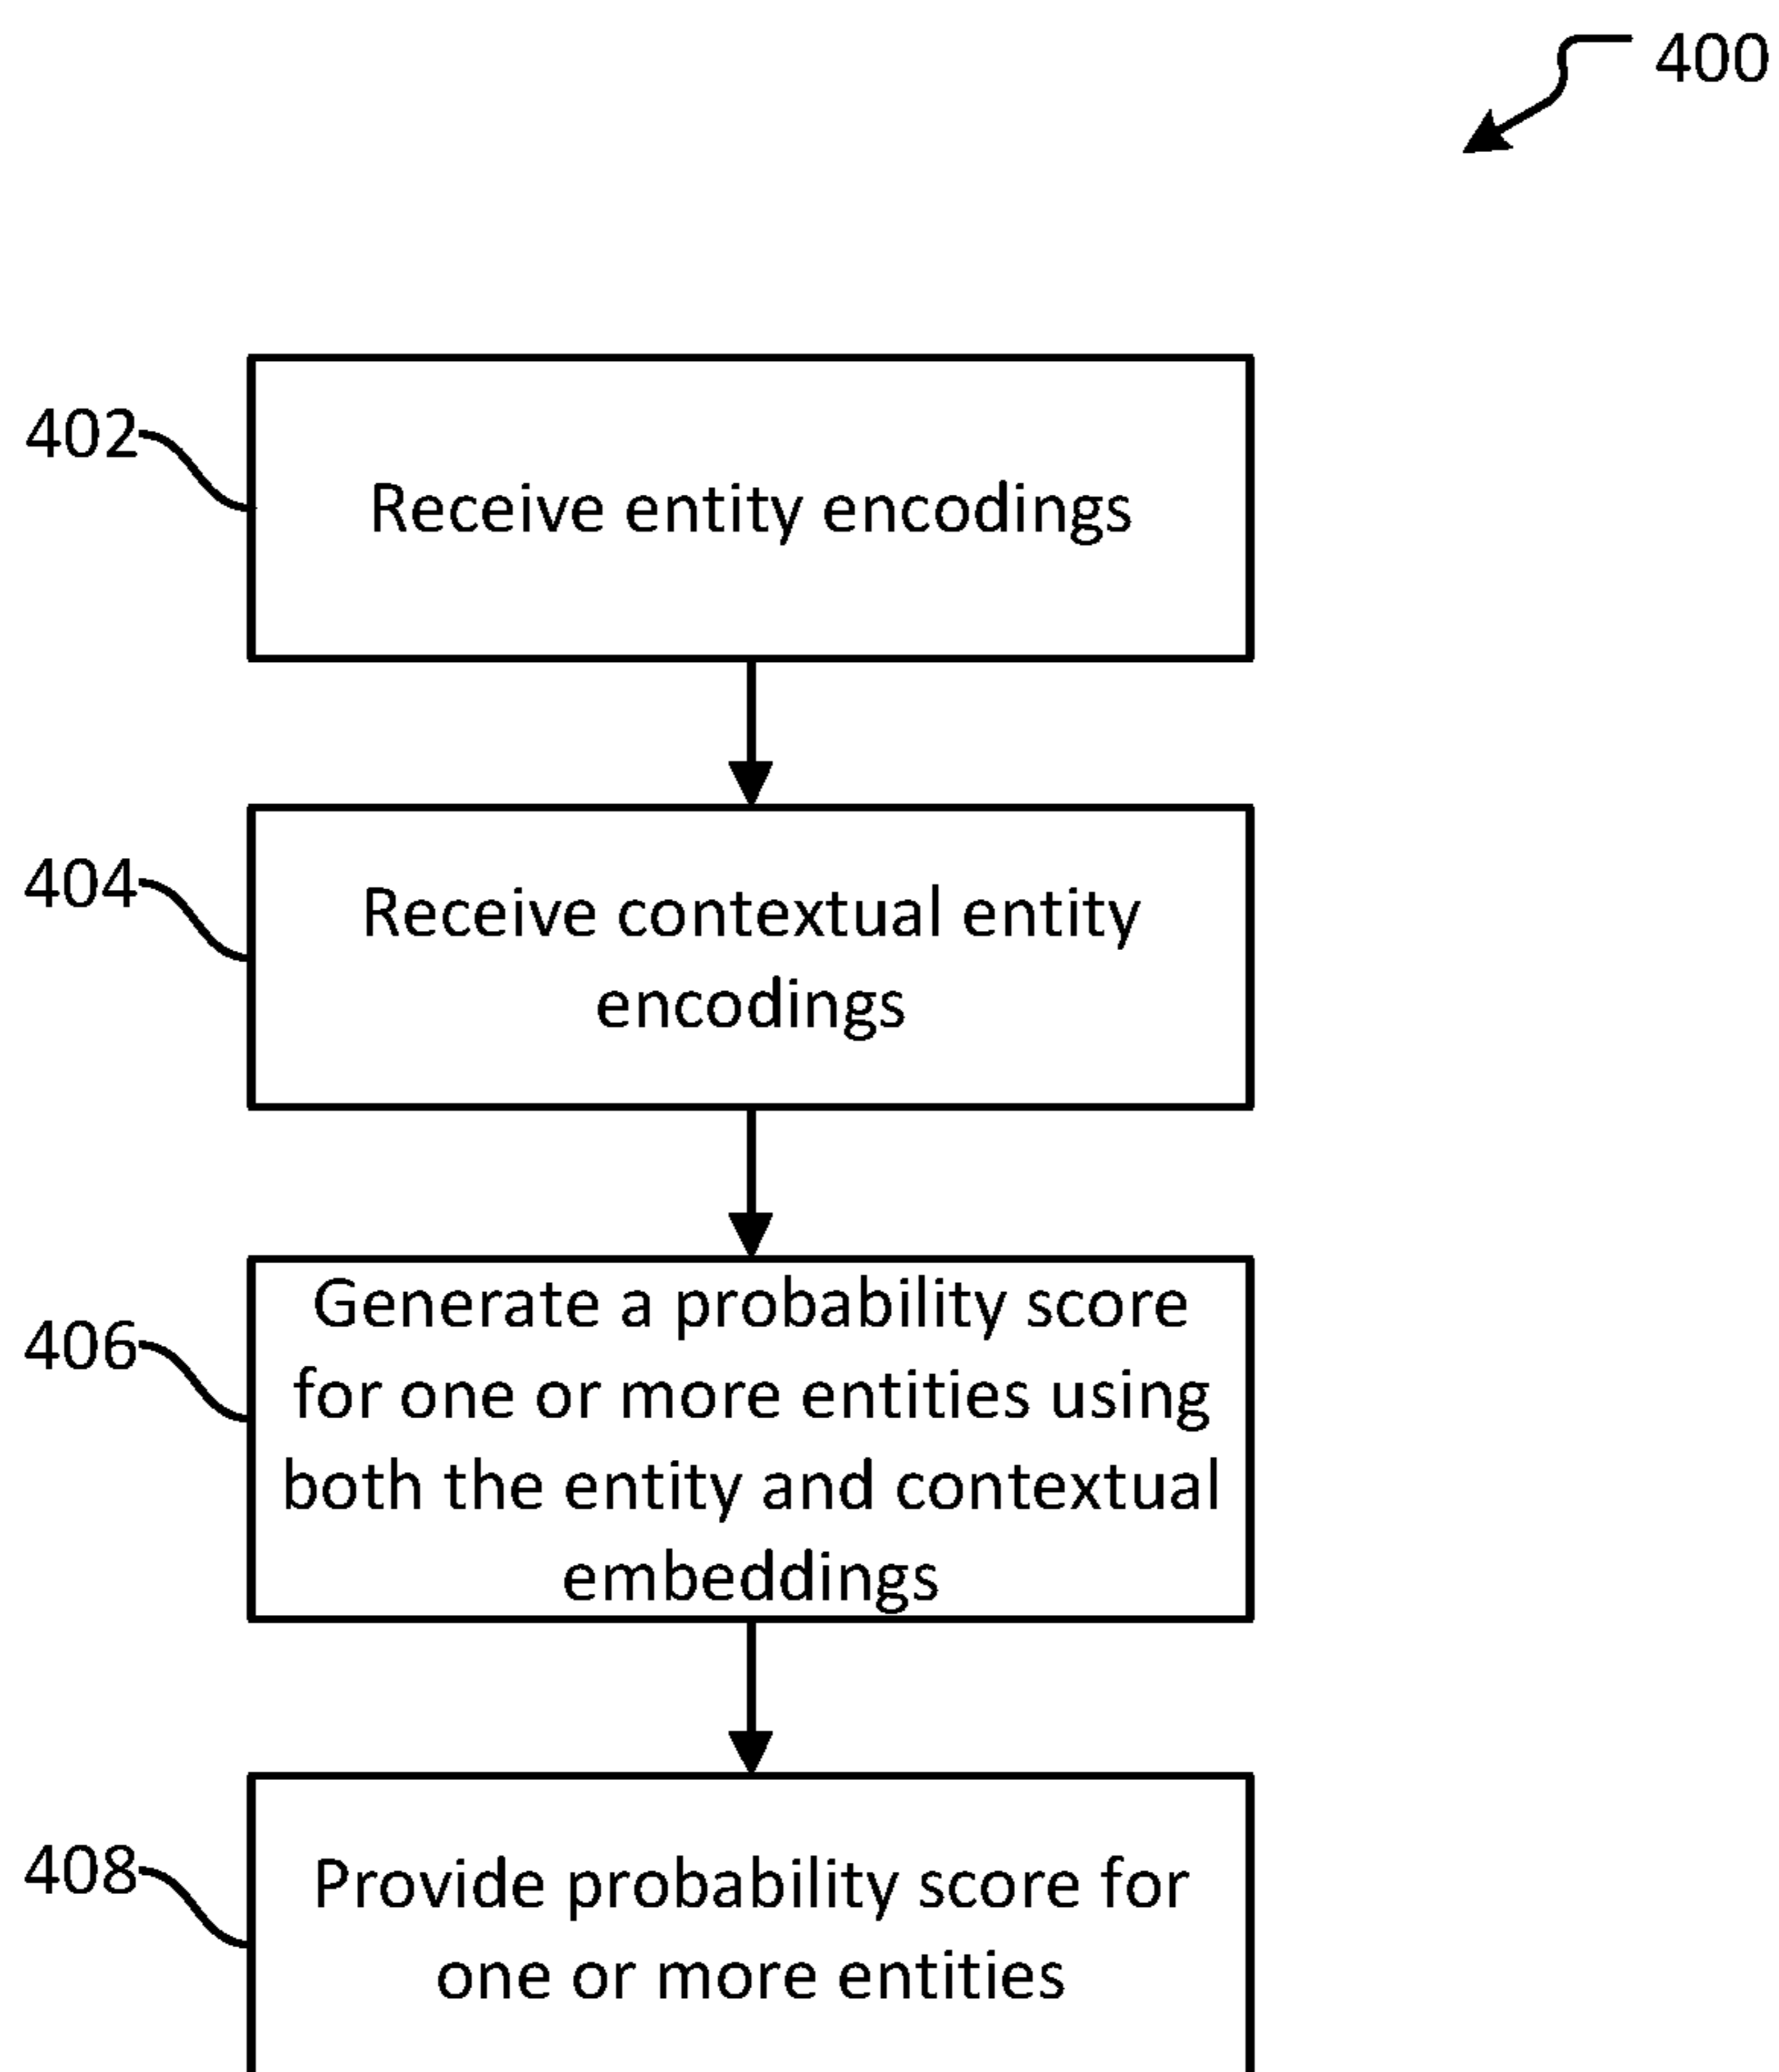 400
402
Receive entity encodings
404
Receive contextual entity
encodings
406
Generate a probability score
for one or more entities using
both the entity and contextual
embeddings
408
Provide probability score for
one or more entities